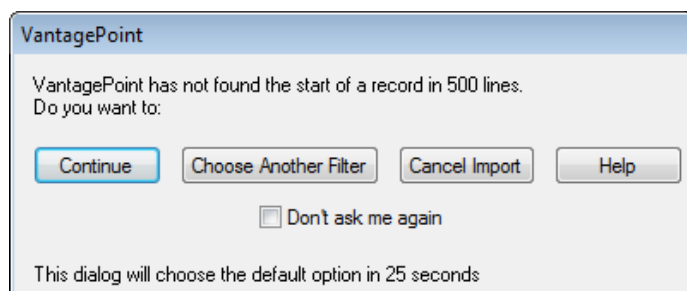 VantagePoint
VantagePoint has not found the start of a record in 500 lines.
Do you want to:
Continue Choose Another Filter Cancel Import Help
Don't ask me again
This dialog will choose the default option in 25 seconds